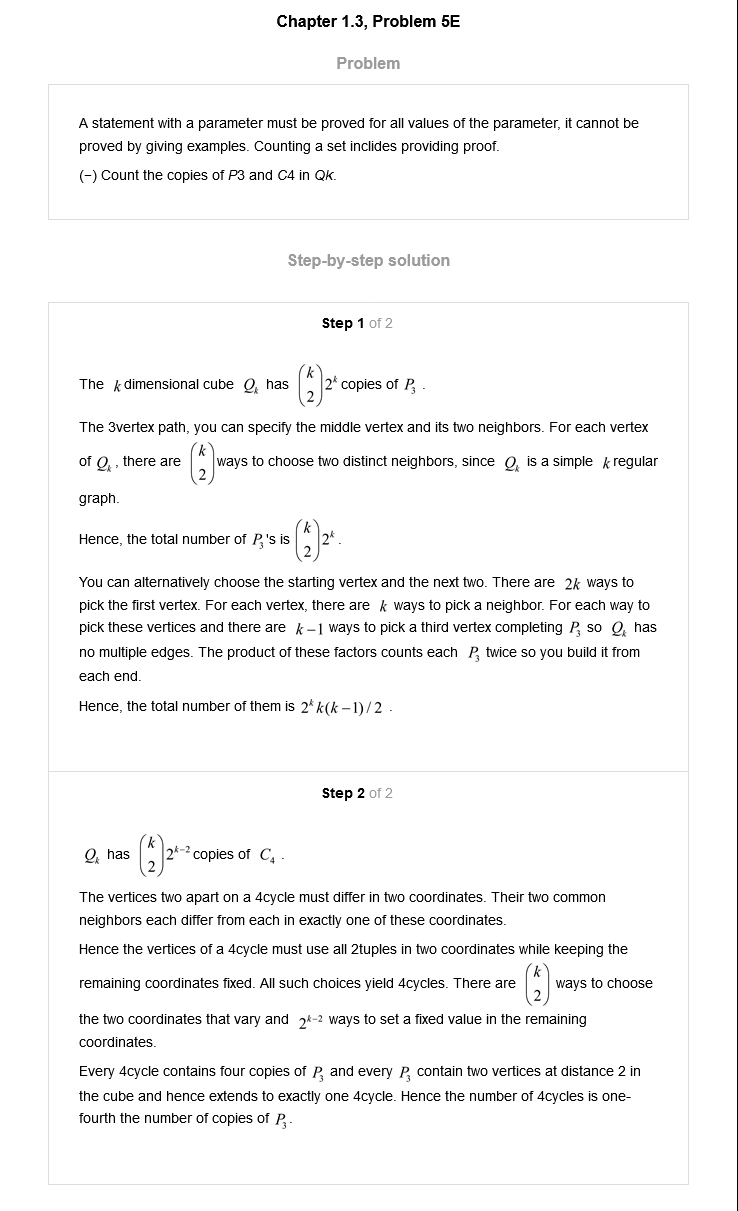 Chapter 1.3, Problem 5E
Problem
A statement with a parameter must be proved for all values of the parameter, it cannot be
proved by giving examples. Counting a set inclides providing proof.
(−) Count the copies of P3 and C4 in QK.
Step-by-step solution
Step 1 of 2
The k dimensional cube Q_k has \binom{k}{2} 2^k copies of P_3 .
The 3vertex path, you can specify the middle vertex and its two neighbors. For each vertex
of Q_k , there are \binom{k}{2} ways to choose two distinct neighbors, since Q_k is a simple k regular
graph.
Hence, the total number of P_3's is \binom{k}{2} 2^k .
You can alternatively choose the starting vertex and the next two. There are 2k ways to
pick the first vertex. For each vertex, there are k ways to pick a neighbor. For each way to
pick these vertices and there are k−1 ways to pick a third vertex completing P_3 so Q_k has
no multiple edges. The product of these factors counts each P_3 twice so you build it from
each end.
Hence, the total number of them is 2^k k(k−1)/2 .
Step 2 of 2
Q_k has \binom{k}{2} 2^{k−2} copies of C_4 .
The vertices two apart on a 4cycle must differ in two coordinates. Their two common
neighbors each differ from each in exactly one of these coordinates.
Hence the vertices of a 4cycle must use all 2tuples in two coordinates while keeping the
remaining coordinates fixed. All such choices yield 4cycles. There are \binom{k}{2} ways to choose
the two coordinates that vary and 2^{k−2} ways to set a fixed value in the remaining
coordinates.
Every 4cycle contains four copies of P_3 and every P_3 contain two vertices at distance 2 in
the cube and hence extends to exactly one 4cycle. Hence the number of 4cycles is one-
fourth the number of copies of P_3.